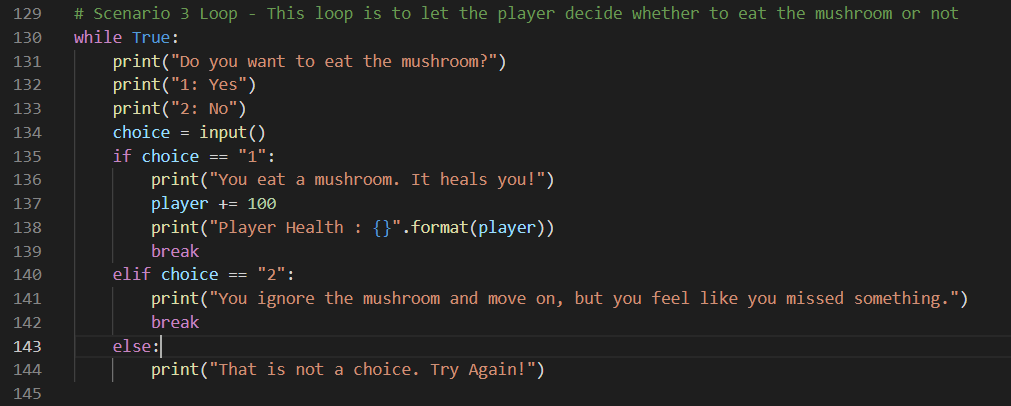 129 # Scenario 3 Loop - This loop is to let the player decide whether to eat the mushroom or not
130 while True:
131     print("Do you want to eat the mushroom?")
132     print("1: Yes")
133     print("2: No")
134     choice = input()
135     if choice == "1":
136         print("You eat a mushroom. It heals you!")
137         player += 100
138         print("Player Health : {}".format(player))
139         break
140     elif choice == "2":
141         print("You ignore the mushroom and move on, but you feel like you missed something.")
142         break
143     else:
144         print("That is not a choice. Try Again!")
145